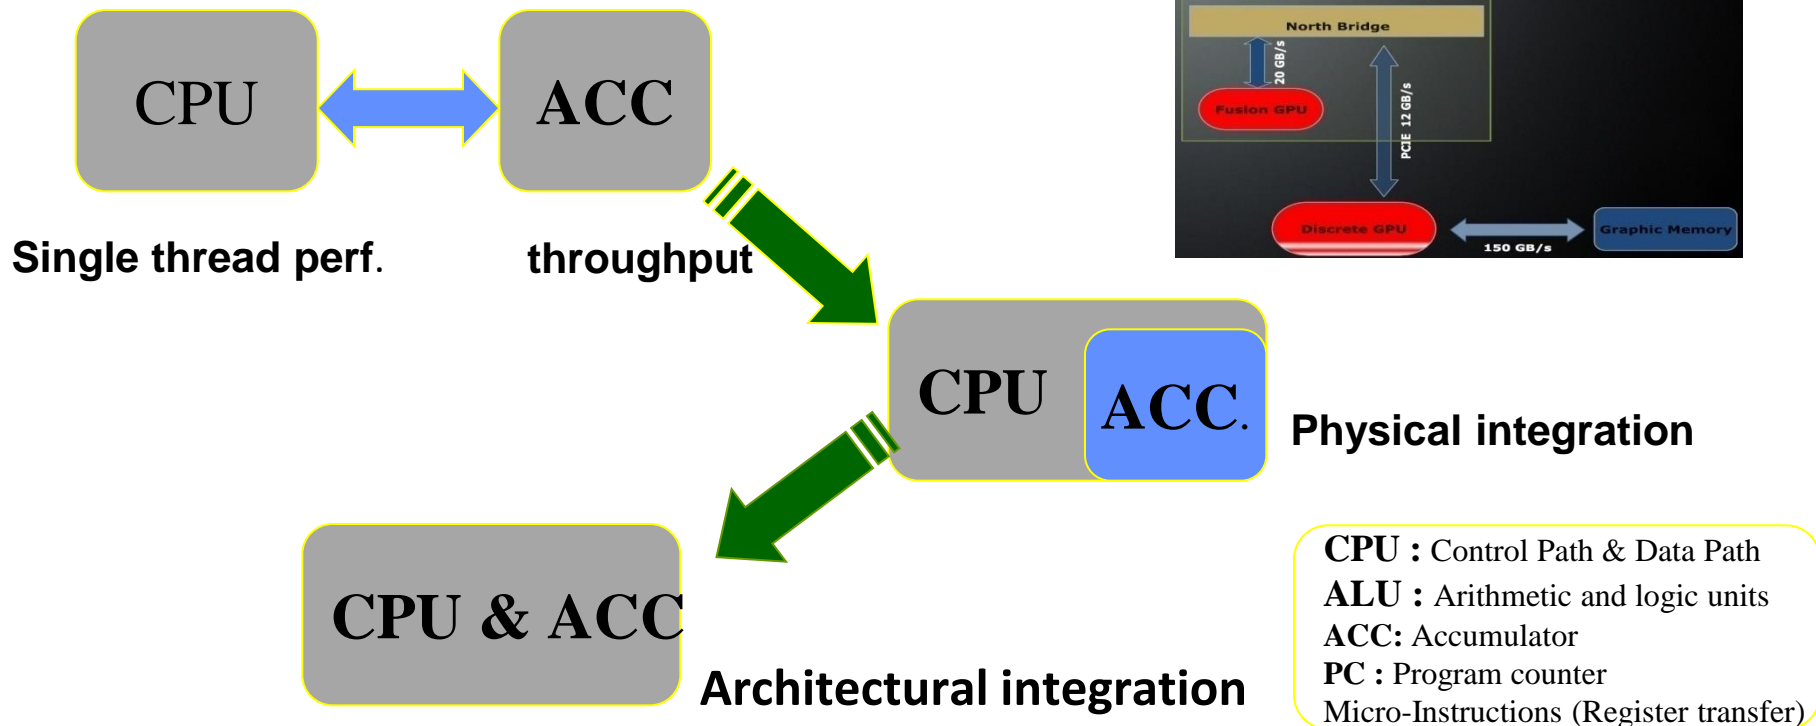 CPU
ACC
Single thread perf.
throughput
North Bridge
20 GB/s
Fusion GPU
PCIE 12 GB/s
Discrete GPU
150 GB/s
Graphic Memory
CPU
ACC.
Physical integration
CPU & ACC
Architectural integration
CPU : Control Path & Data Path
ALU : Arithmetic and logic units
ACC: Accumulator
PC : Program counter
Micro-Instructions (Register transfer)